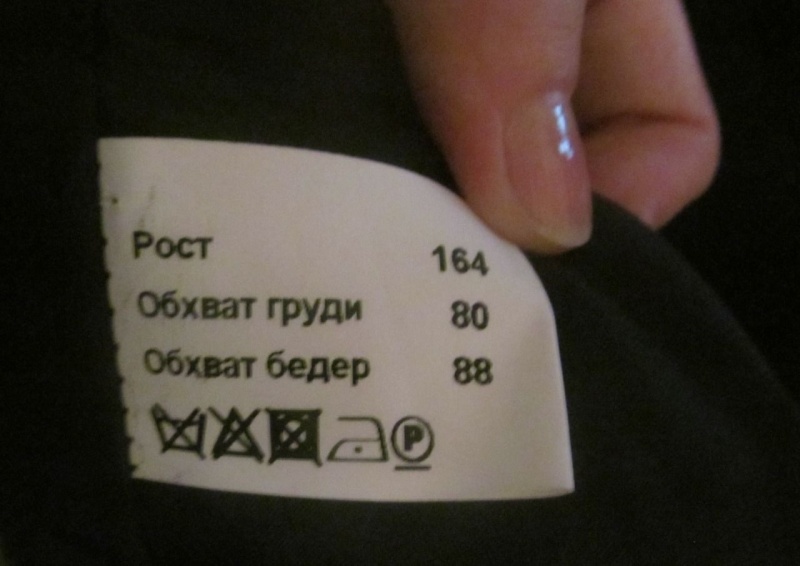 Рост 164
Обхват груди 80
Обхват бедер 88
P